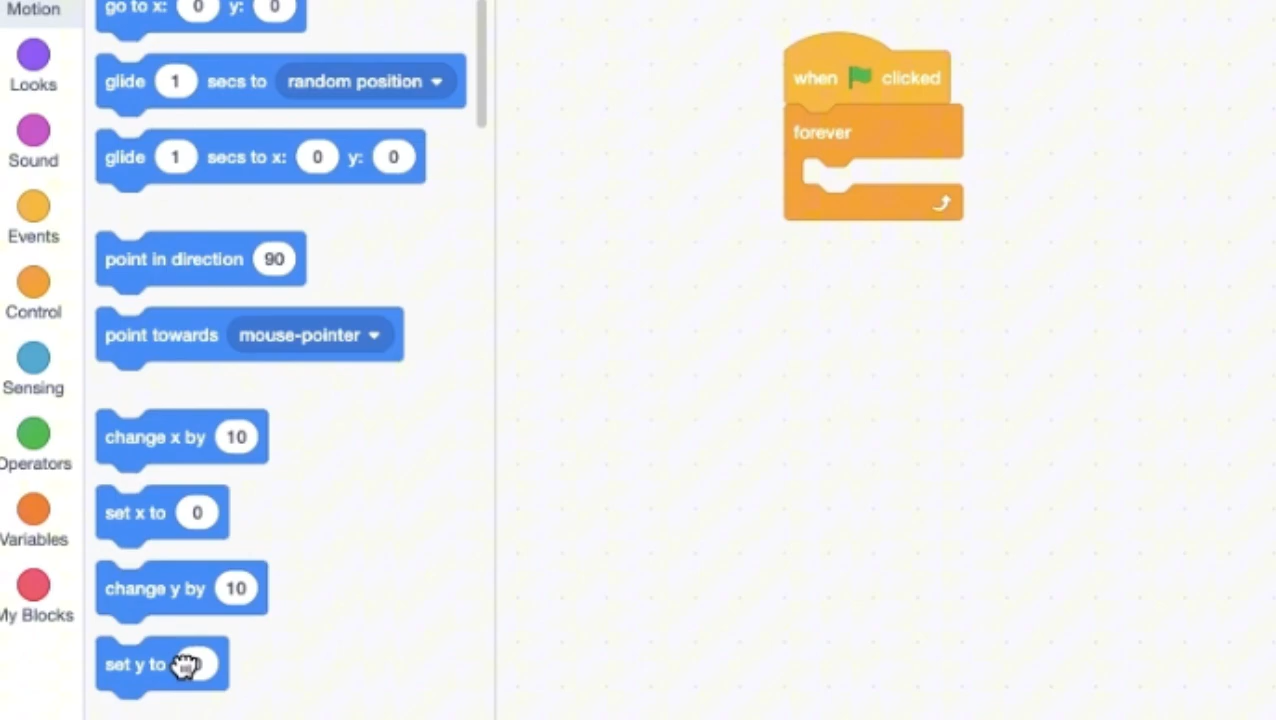 Motion
Looks
Sound
Events
Control
Sensing
Operators
Variables
My Blocks
go to x: 0 y: 0
glide 1 secs to random position
glide 1 secs to x: 0 y: 0
point in direction 90
point towards mouse-pointer
change x by 10
set x to 0
change y by 10
set y to
when clicked
forever